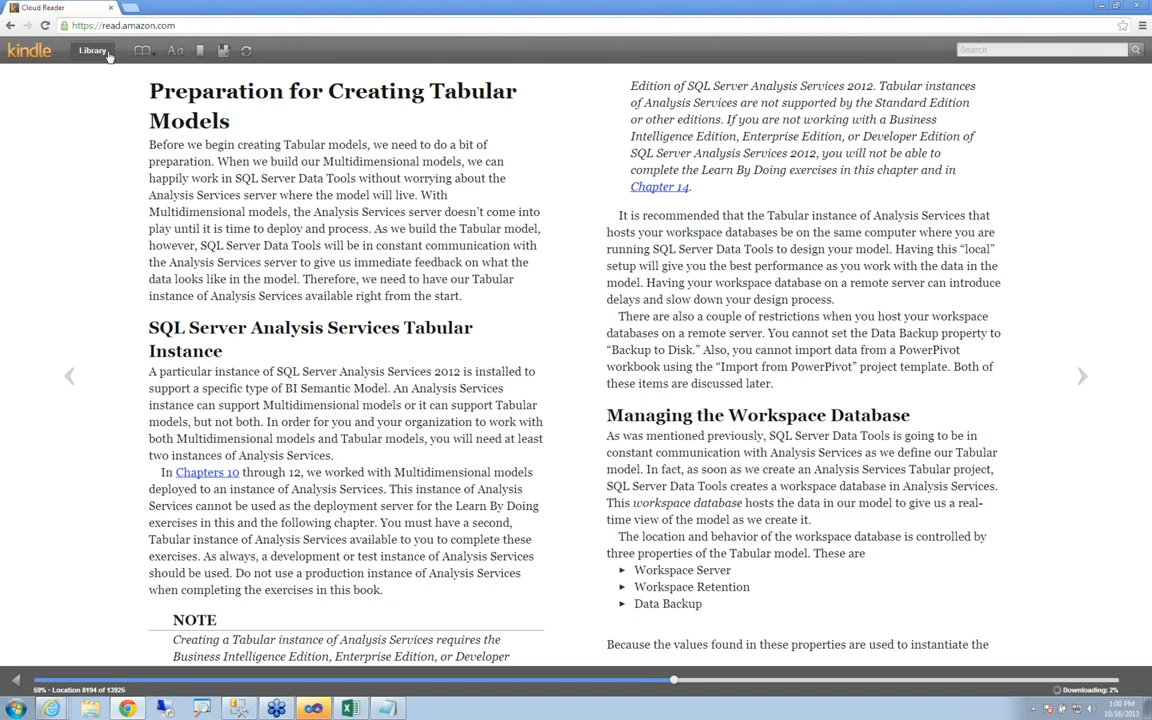 Cloud Reader
https://read.amazon.com
kindle
Library
Aa
Search
Preparation for Creating Tabular
Models
Before we begin creating Tabular models, we need to do a bit of
preparation. When we build our Multidimensional models, we can
happily work in SQL Server Data Tools without worrying about the
Analysis Services server where the model will live. With
Multidimensional models, the Analysis Services server doesn't come into
play until it is time to deploy and process. As we build the Tabular model,
however, SQL Server Data Tools will be in constant communication with
the Analysis Services server to give us immediate feedback on what the
data looks like in the model. Therefore, we need to have our Tabular
instance of Analysis Services available right from the start.
SQL Server Analysis Services Tabular
Instance
A particular instance of SQL Server Analysis Services 2012 is installed to
support a specific type of BI Semantic Model. An Analysis Services
instance can support Multidimensional models or it can support Tabular
models, but not both. In order for you and your organization to work with
both Multidimensional models and Tabular models, you will need at least
two instances of Analysis Services.
In Chapters 10 through 12, we worked with Multidimensional models
deployed to an instance of Analysis Services. This instance of Analysis
Services cannot be used as the deployment server for the Learn By Doing
exercises in this and the following chapter. You must have a second,
Tabular instance of Analysis Services available to you to complete these
exercises. As always, a development or test instance of Analysis Services
should be used. Do not use a production instance of Analysis Services
when completing the exercises in this book.
NOTE
Creating a Tabular instance of Analysis Services requires the
Business Intelligence Edition, Enterprise Edition, or Developer
Edition of SQL Server Analysis Services 2012. Tabular instances
of Analysis Services are not supported by the Standard Edition
or other editions. If you are not working with a Business
Intelligence Edition, Enterprise Edition, or Developer Edition of
SQL Server Analysis Services 2012, you will not be able to
complete the Learn By Doing exercises in this chapter and in
Chapter 14.
It is recommended that the Tabular instance of Analysis Services that
hosts your workspace databases be on the same computer where you are
running SQL Server Data Tools to design your model. Having this "local"
setup will give you the best performance as you work with the data in the
model. Having your workspace database on a remote server can introduce
delays and slow down your design process.
There are also a couple of restrictions when you host your workspace
databases on a remote server. You cannot set the Data Backup property to
"Backup to Disk." Also, you cannot import data from a PowerPivot
workbook using the "Import from PowerPivot" project template. Both of
these items are discussed later.
Managing the Workspace Database
As was mentioned previously, SQL Server Data Tools is going to be in
constant communication with Analysis Services as we define our Tabular
model. In fact, as soon as we create an Analysis Services Tabular project,
SQL Server Data Tools creates a workspace database in Analysis Services.
This workspace database hosts the data in our model to give us a real-
time view of the model as we create it.
The location and behavior of the workspace database is controlled by
three properties of the Tabular model. These are
► Workspace Server
► Workspace Retention
► Data Backup
Because the values found in these properties are used to instantiate the
59% · Location 8194 of 13925
Downloading: 2%
1:00 PM
10/16/2013